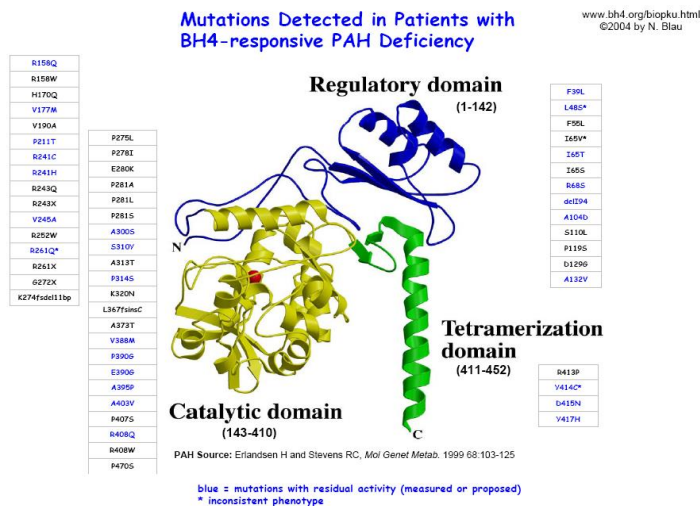 Mutations Detected in Patients with
BH4-responsive PAH Deficiency
www.bh4.org/biopku.html
©2004 by N. Blau
R158Q
R158W
H170Q
V177M
V190A
P211T
R241C
R241H
R243Q
R243X
V245A
R252W
R261Q*
R261X
G272X
K274fsdel11bp
P275L
P278I
E280K
P281A
P281L
P281S
A300S
S310Y
A313T
P314S
K320N
L367fsinsC
A373T
V388M
P390G
E390G
A395P
A403V
P407S
R408Q
R408W
P470S
Regulatory domain
(1-142)
F39L
L48S*
F55L
I65V*
I65T
I65S
R68S
delI94
A104D
S110L
P119S
D129G
A132V
N
Tetramerization
domain
(411-452)
R413P
Y414C*
D415N
Y417H
Catalytic domain
(143-410)
C
PAH Source: Erlandsen H and Stevens RC, Mol Genet Metab. 1999 68:103-125
blue = mutations with residual activity (measured or proposed)
* inconsistent phenotype